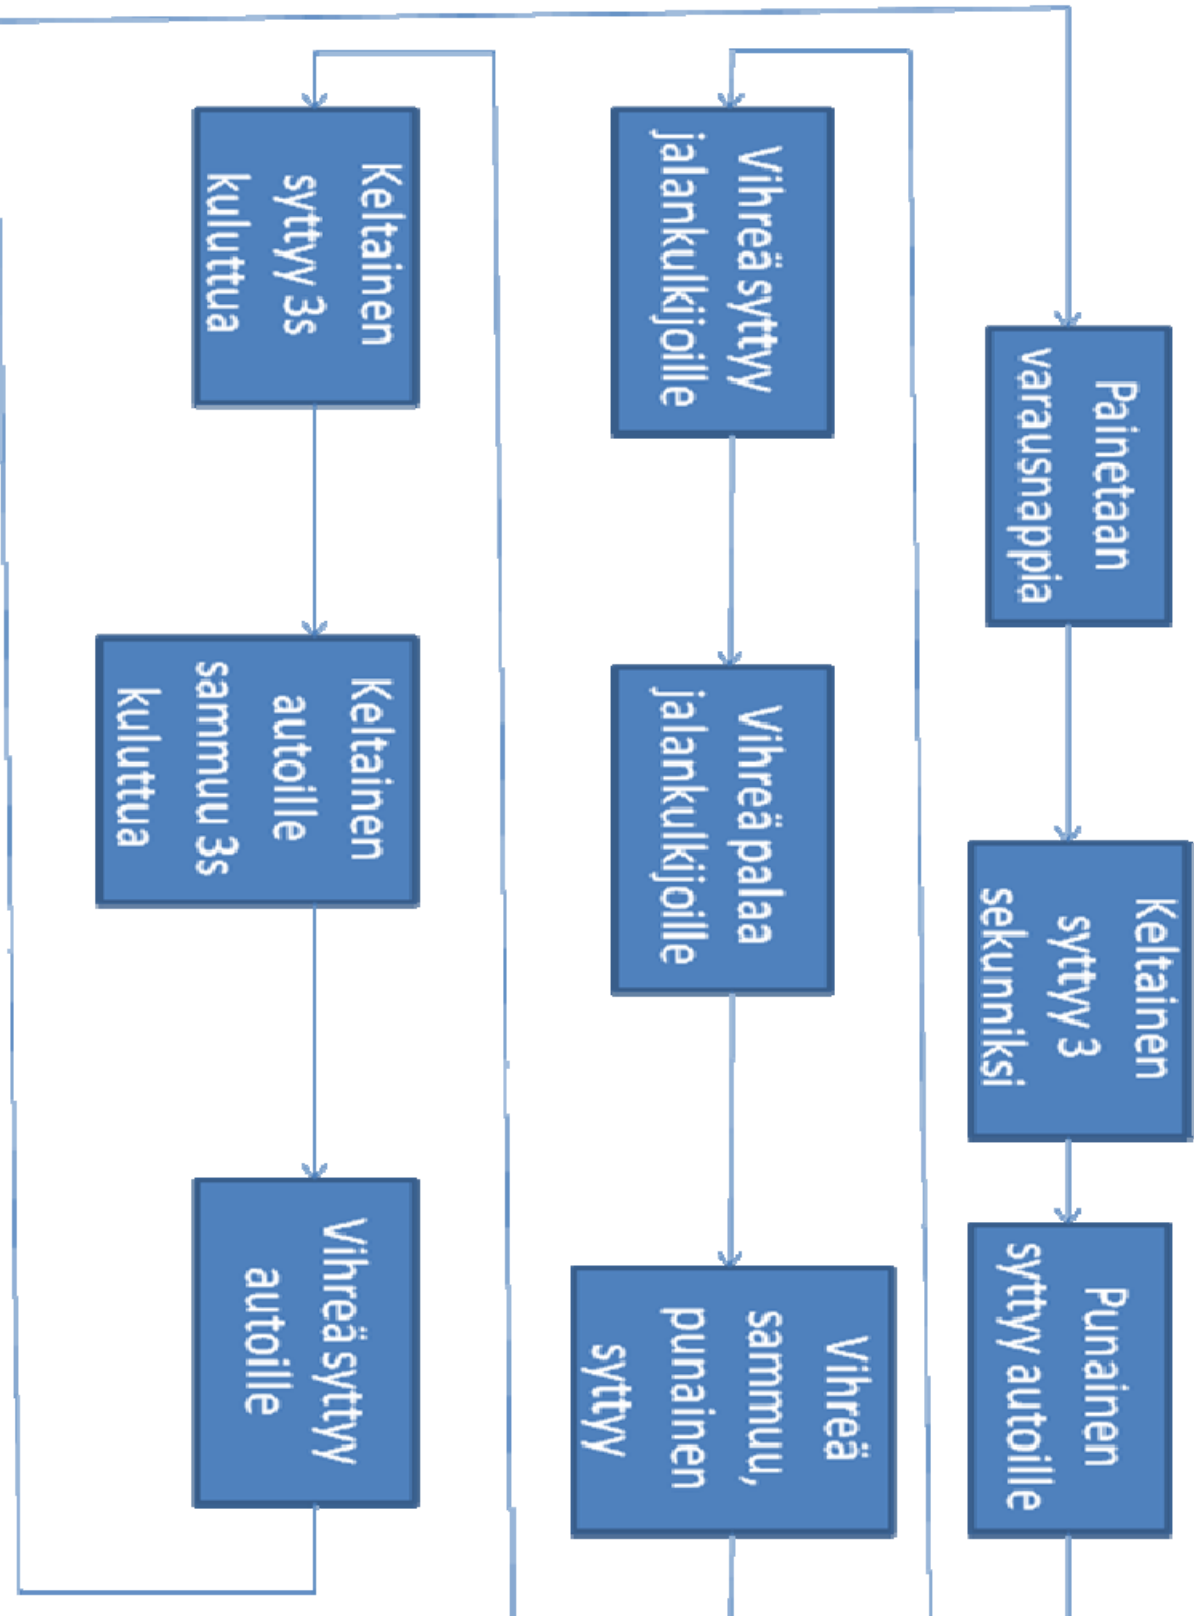 Painetaan
varausnappia
Keltainen
syttyy 3
sekunniksi
Punainen
syttyy autoille
Vihreä syttyy
jalankulkijoille
Vihreä palaa
jalankulkijoille
Vihreä
sammuu,
punainen
syttyy
Keltainen
syttyy 3s
kuluttua
Keltainen
autoille
sammuu 3s
kuluttua
Vihreä syttyy
autoille